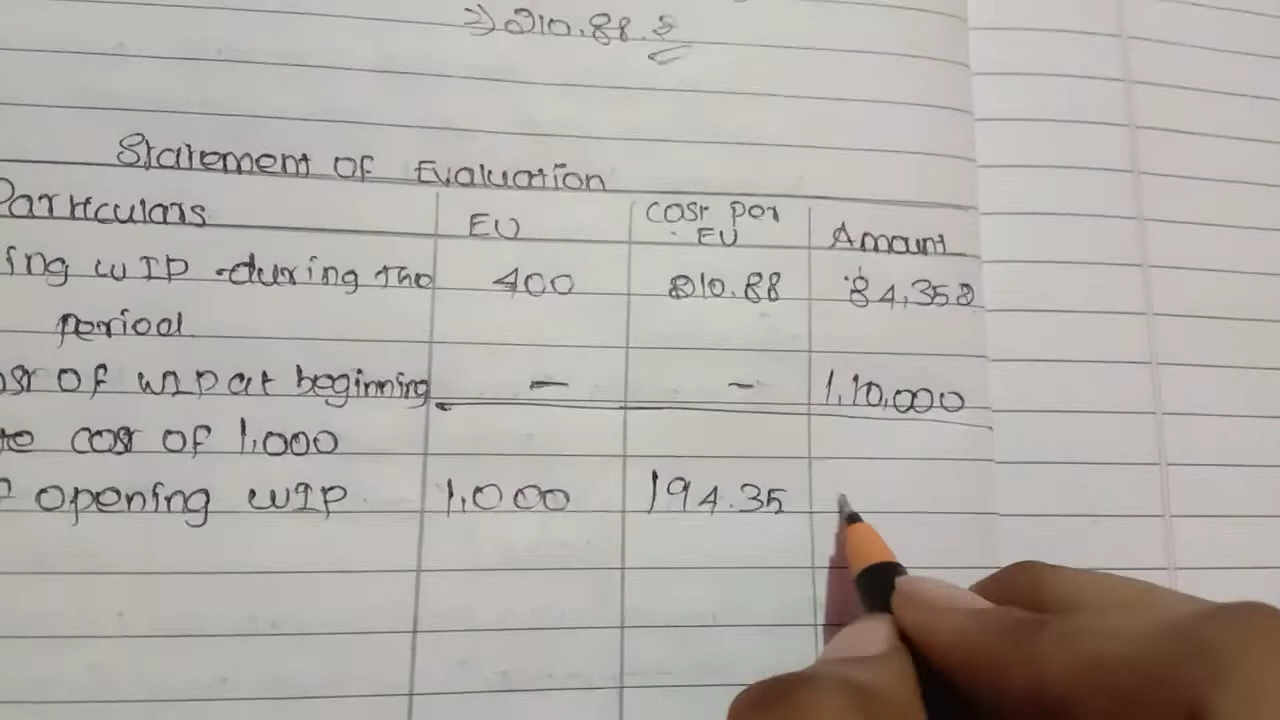 210.88
Statement of Evaluation
Particulars EU Cost per EU Amount
ing WIP during the period 400 210.88 84,352
ost of WIP at beginning - - 1,10,000
te cost of 1,000
opening WIP 1,000 194.35